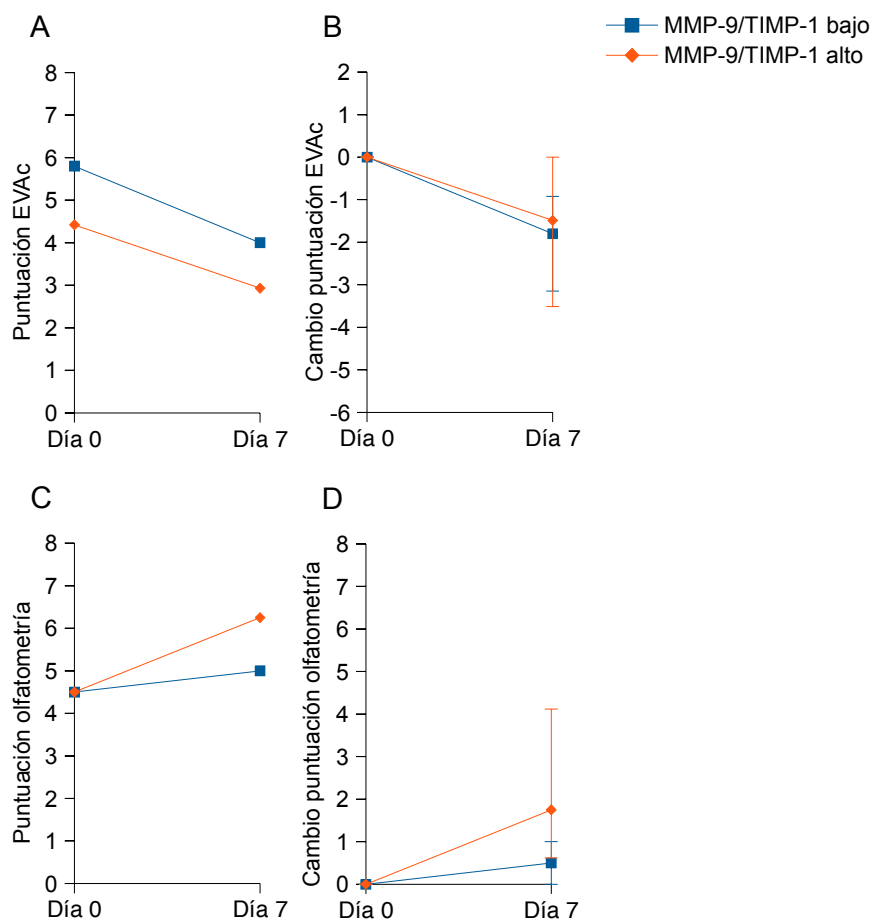 MMP-9/TIMP-1 bajo
MMP-9/TIMP-1 alto
A
Puntuación EVAc
8
7
6
5
4
3
2
1
0
Día 0
Día 7
B
Cambio puntuación EVAc
2
1
0
-1
-2
-3
-4
-5
-6
Día 0
Día 7
C
Puntuación olfatometría
8
7
6
5
4
3
2
1
0
Día 0
Día 7
D
Cambio puntuación olfatometría
8
7
6
5
4
3
2
1
0
Día 0
Día 7